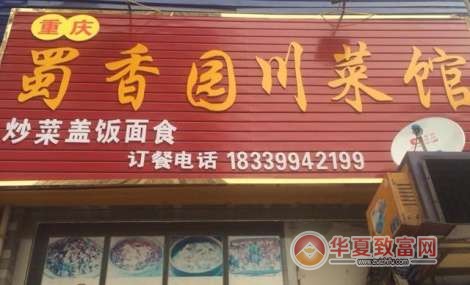 重庆
蜀香园川菜馆
炒菜盖饭面食
订餐电话 18339942199
华夏致富网